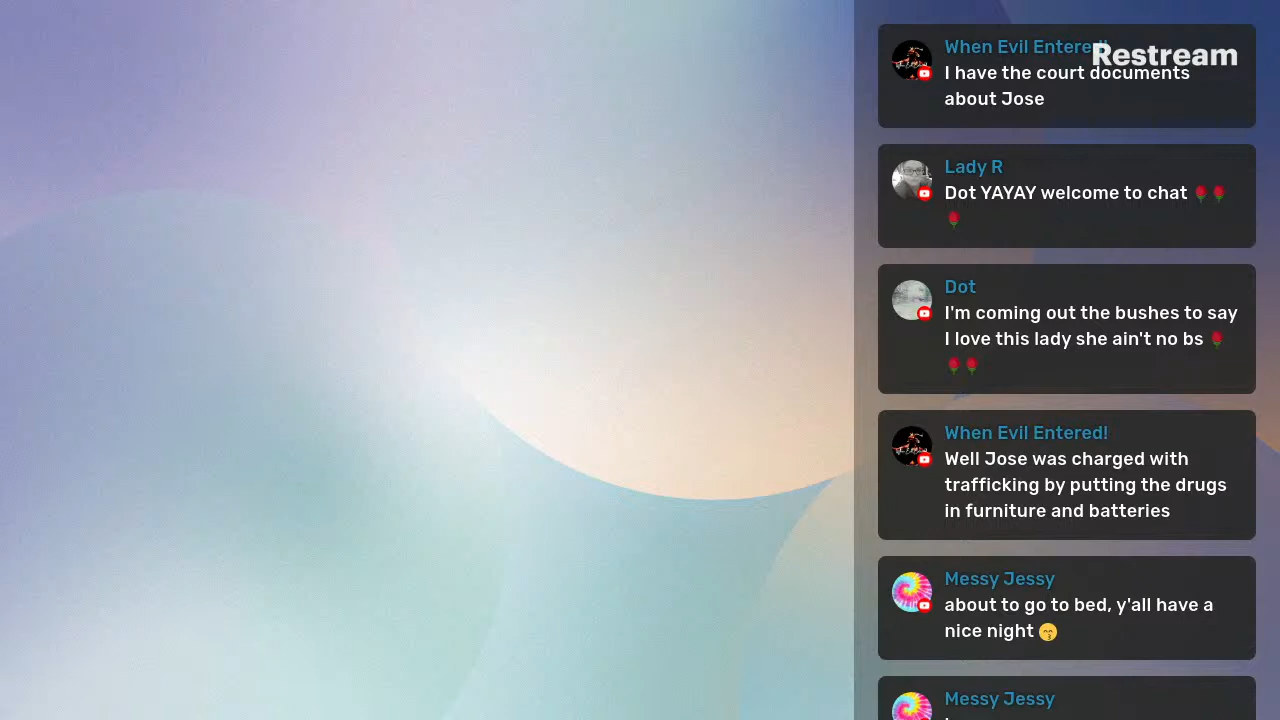 When Evil Entered!
Restream
I have the court documents
about Jose
Lady R
Dot YAYAY welcome to chat 🌹🌹
🌹
Dot
I'm coming out the bushes to say
I love this lady she ain't no bs 🌹
🌹🌹
When Evil Entered!
Well Jose was charged with
trafficking by putting the drugs
in furniture and batteries
Messy Jessy
about to go to bed, y'all have a
nice night 😙
Messy Jessy